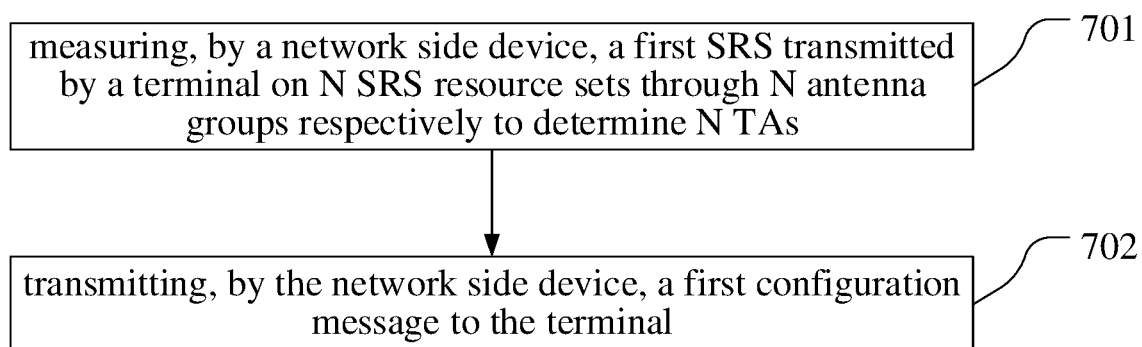 measuring, by a network side device, a first SRS transmitted
by a terminal on N SRS resource sets through N antenna
groups respectively to determine N TAs
701
transmitting, by the network side device, a first configuration
message to the terminal
702